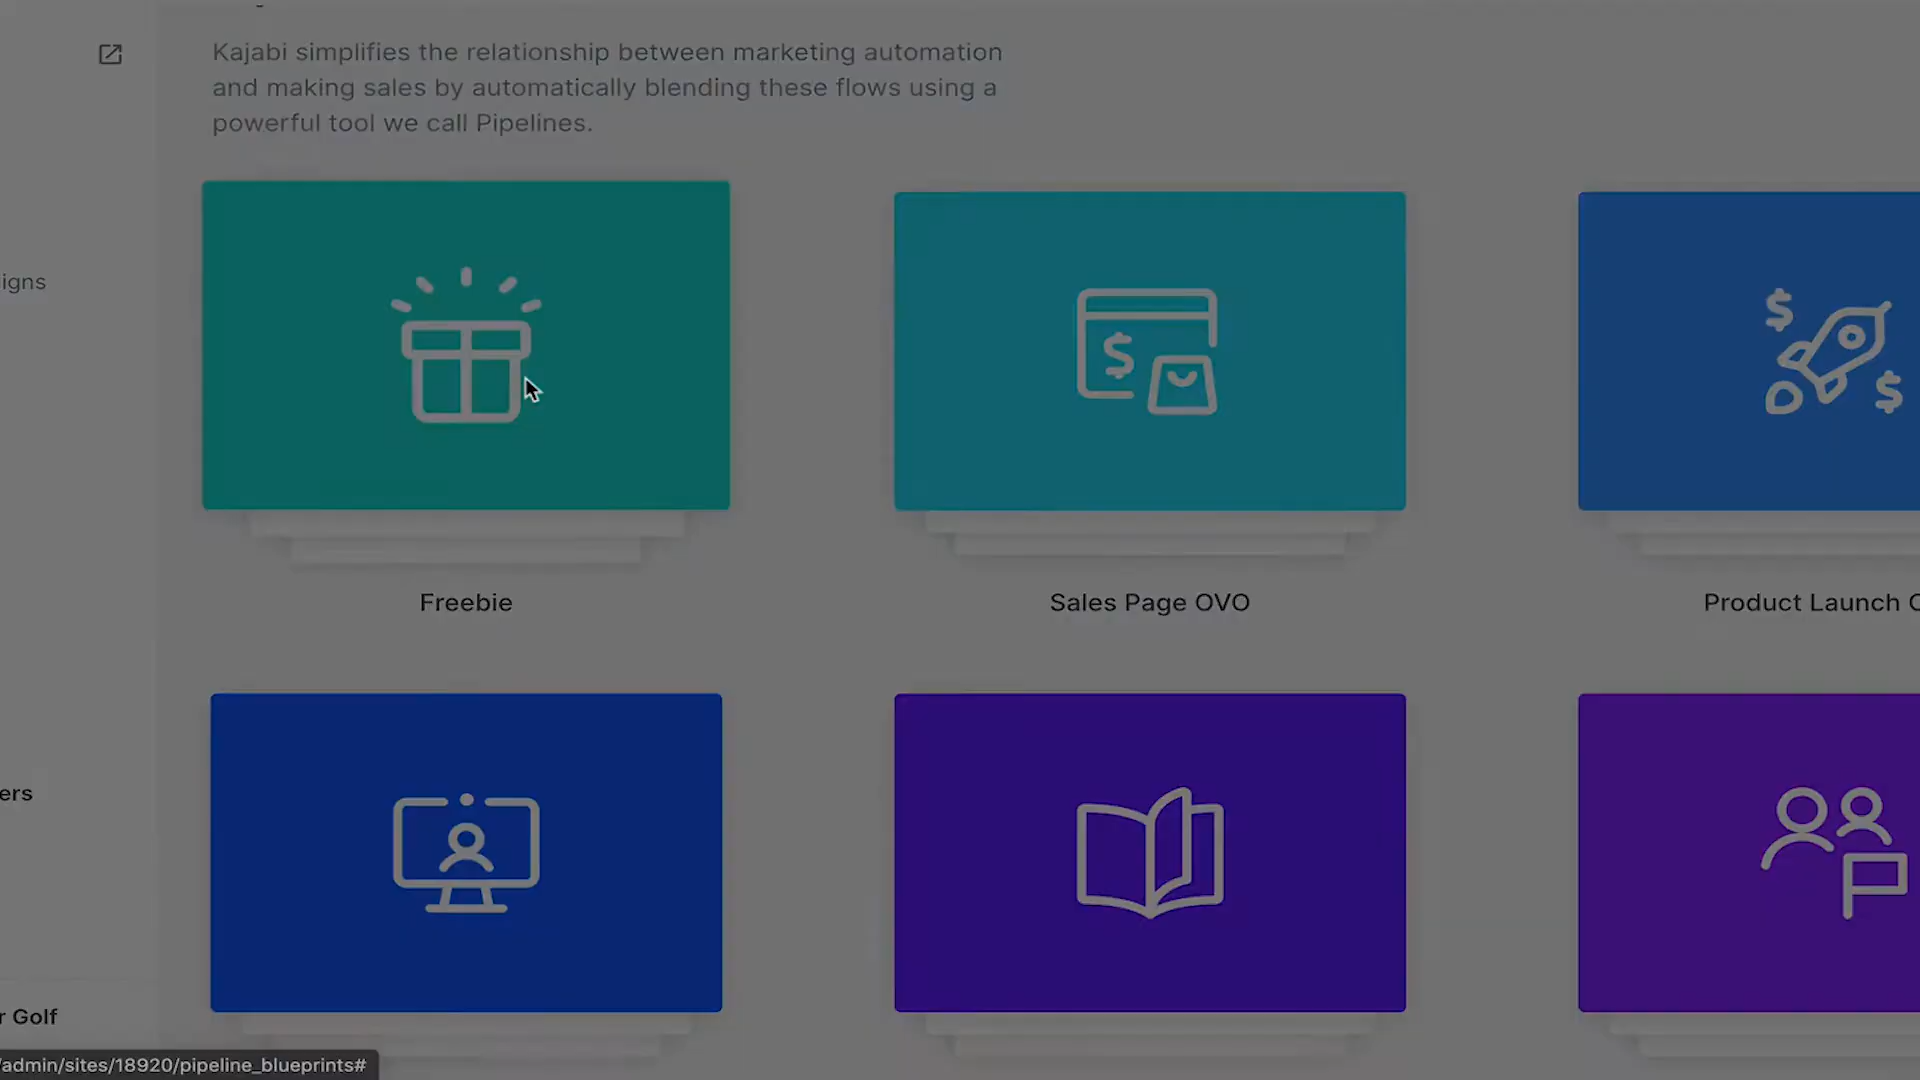 Kajabi simplifies the relationship between marketing automation
and making sales by automatically blending these flows using a
powerful tool we call Pipelines.
igns
Freebie
Sales Page OVO
Product Launch
ers
r Golf
/admin/sites/18920/pipeline_blueprints#